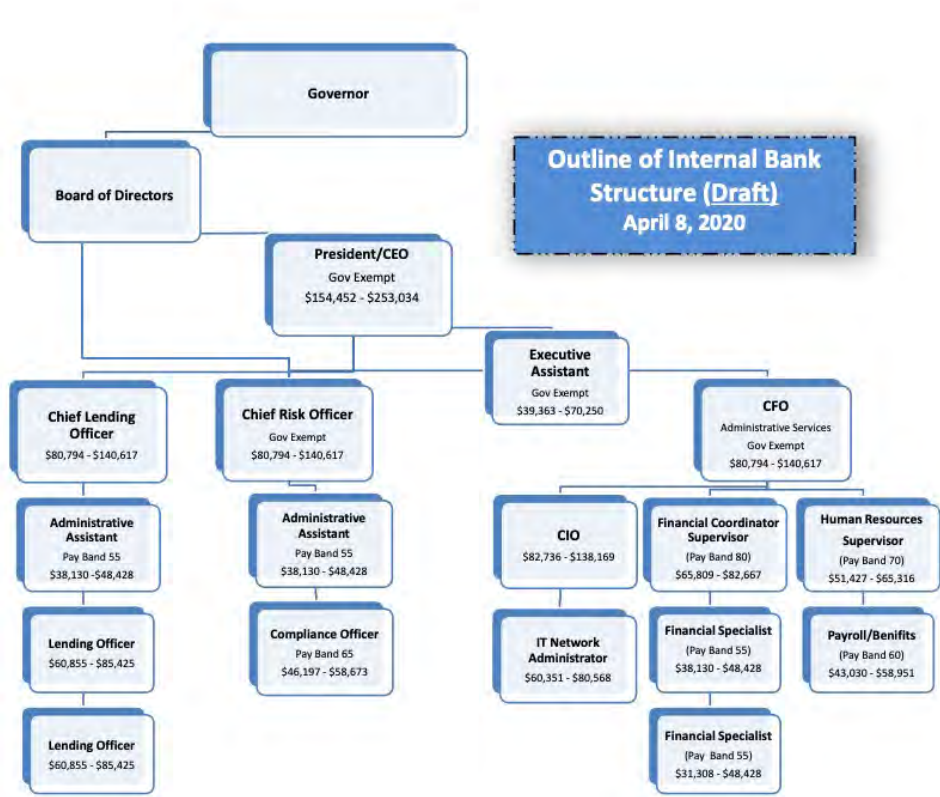 Governor
Outline of Internal Bank
Structure (Draft)
April 8, 2020
Board of Directors
President/CEO
Gov Exempt
$154,452 - $253,034
Executive
Assistant
Gov Exempt
$39,363 - $70,250
Chief Lending
Officer
$80,794 - $140,617
Chief Risk Officer
Gov Exempt
$80,794 - $140,617
CFO
Administrative Services
Gov Exempt
$80,794 - $140,617
Administrative
Assistant
Pay Band 55
$38,130 -$48,428
Administrative
Assistant
Pay Band 55
$38,130 - $48,428
CIO
$82,736 - $138,169
Financial Coordinator
Supervisor
(Pay Band 80)
$65,809 - $82,667
Human Resources
Supervisor
(Pay Band 70)
$51,427 - $65,316
Lending Officer
$60,855 - $85,425
Compliance Officer
Pay Band 65
$46,197 - $58,673
IT Network
Administrator
$60,351 - $80,568
Financial Specialist
(Pay Band 55)
$38,130 - $48,428
Payroll/Benifits
(Pay Band 60)
$43,030 - $58,951
Lending Officer
$60,855 - $85,425
Financial Specialist
(Pay Band 55)
$31,308 - $48,428